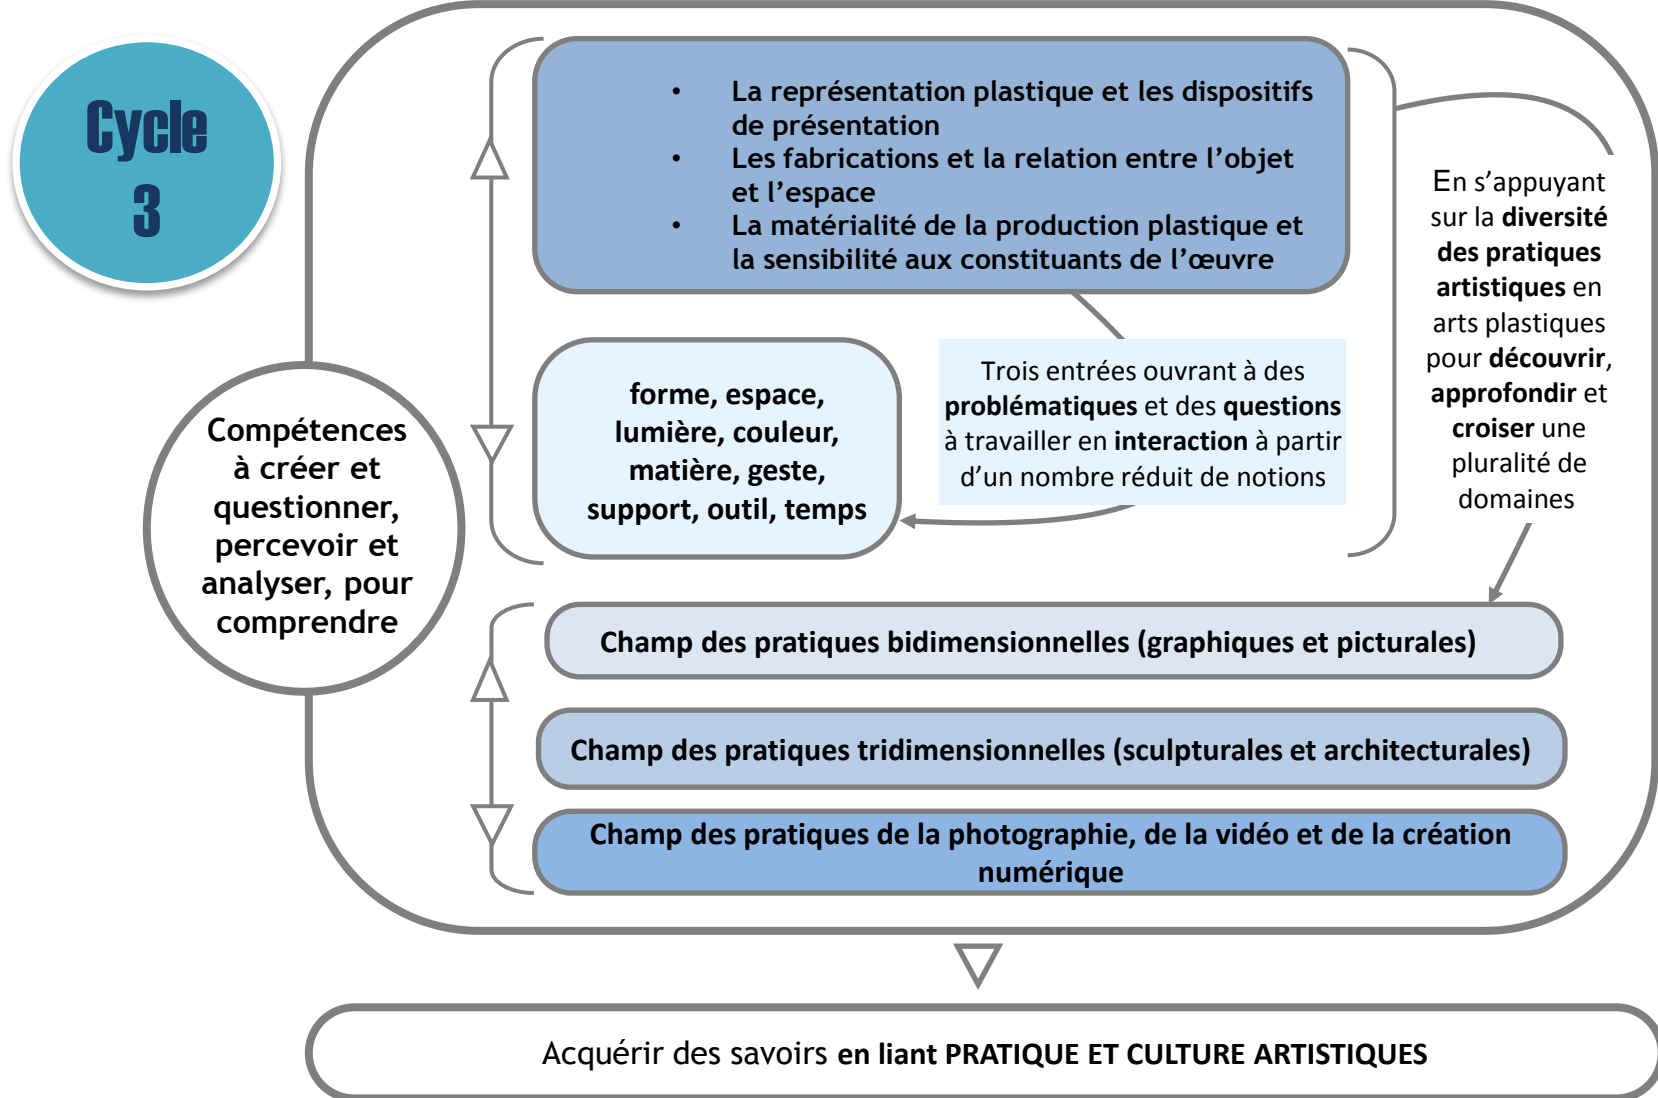 Cycle
3
• La représentation plastique et les dispositifs
de présentation
• Les fabrications et la relation entre l’objet
et l’espace
• La matérialité de la production plastique et
la sensibilité aux constituants de l’œuvre
En s’appuyant
sur la diversité
des pratiques
artistiques en
arts plastiques
pour découvrir,
approfondir et
croiser une
pluralité de
domaines
forme, espace,
lumière, couleur,
matière, geste,
support, outil, temps
Trois entrées ouvrant à des
problématiques et des questions
à travailler en interaction à partir
d’un nombre réduit de notions
Compétences
à créer et
questionner,
percevoir et
analyser, pour
comprendre
Champ des pratiques bidimensionnelles (graphiques et picturales)
Champ des pratiques tridimensionnelles (sculpturales et architecturales)
Champ des pratiques de la photographie, de la vidéo et de la création
numérique
Acquérir des savoirs en liant PRATIQUE ET CULTURE ARTISTIQUES